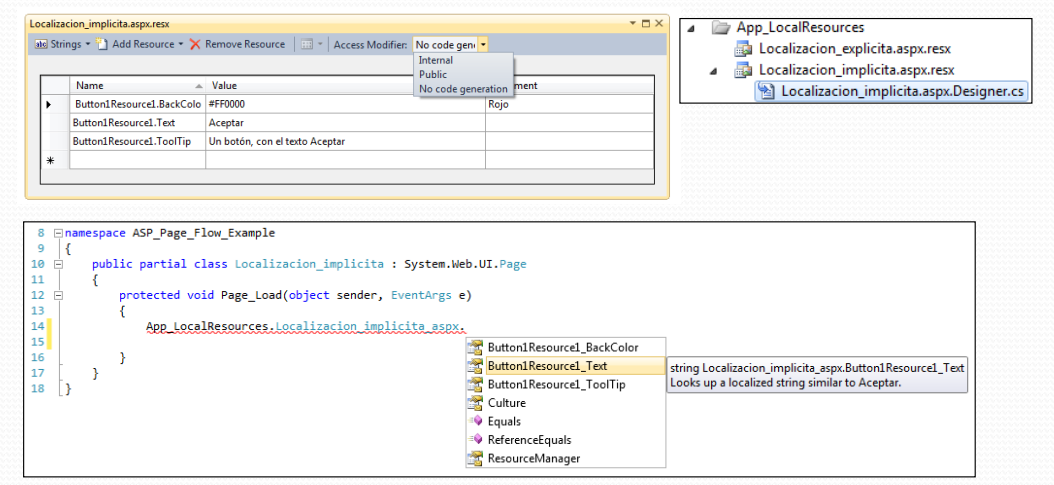 Localizacion_implicita.aspx.resx
Strings Add Resource Remove Resource Access Modifier: No code gen
Internal
Public
No code generation
Name Value ment
Button1Resource1.BackColo #FF0000 Rojo
Button1Resource1.Text Aceptar
Button1Resource1.ToolTip Un botón, con el texto Aceptar
App_LocalResources
Localizacion_explicita.aspx.resx
Localizacion_implicita.aspx.resx
Localizacion_implicita.aspx.Designer.cs
8 namespace ASP_Page_Flow_Example
9 {
10 public partial class Localizacion_implicita : System.Web.UI.Page
11 {
12 protected void Page_Load(object sender, EventArgs e)
13 {
14 App_LocalResources.Localizacion_implicita_aspx.
15
16 }
17 }
18 }
Button1Resource1_BackColor
Button1Resource1_Text
Button1Resource1_ToolTip
Culture
Equals
ReferenceEquals
ResourceManager
string Localizacion_implicita_aspx.Button1Resource1_Text
Looks up a localized string similar to Aceptar.